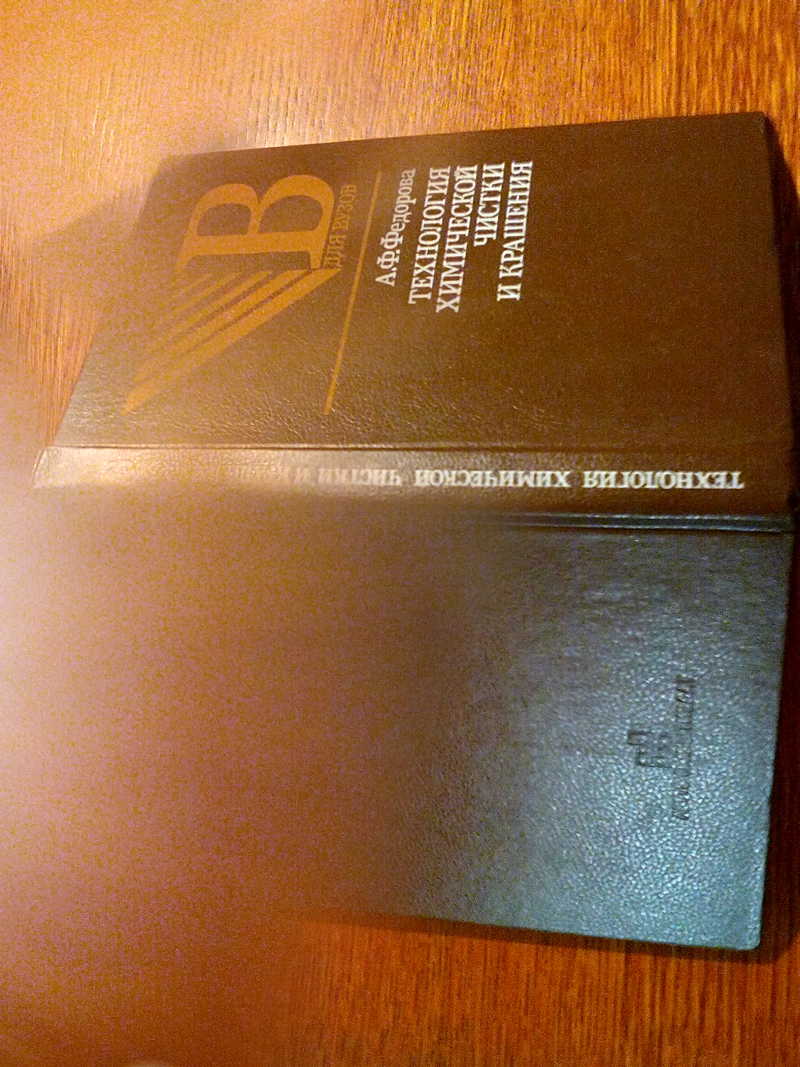 В
ДЛЯ ВУЗОВ
А.Ф.Федорова
ТЕХНОЛОГИЯ
ХИМИЧЕСКОЙ
ЧИСТКИ
И КРАШЕНИЯ
ТЕХНОЛОГИЯ ХИМИЧЕСКОЙ ЧИСТКИ И